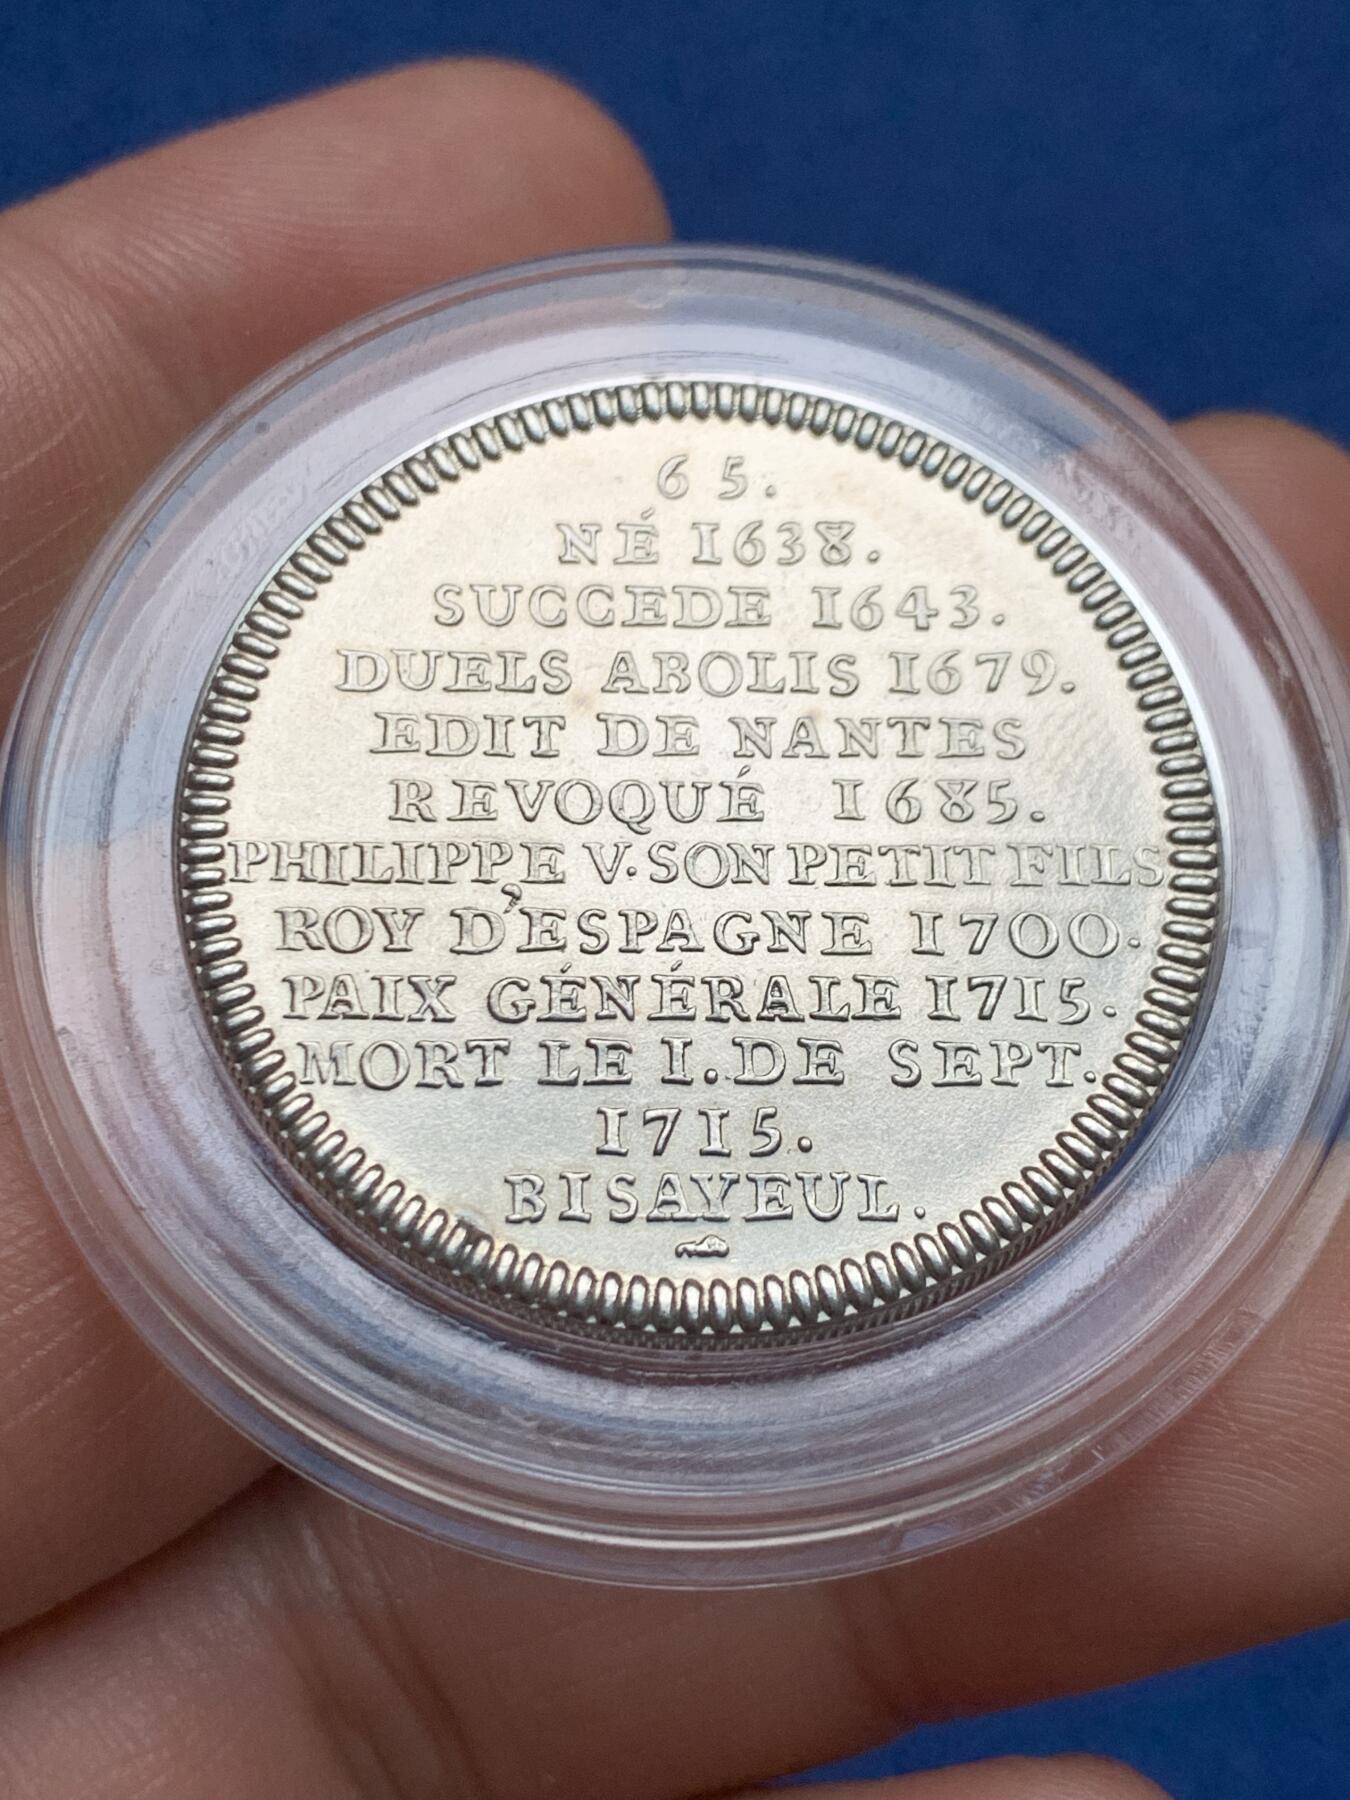 65.
NÉ 1638.
SUCCEDE 1643.
DUELS ABOLIS 1679.
EDIT DE NANTES
REVOQUÉ 1685.
PHILIPPE V. SON PETIT FILS
ROY D'ESPAGNE 1700.
PAIX GÉNÉRALE 1715.
MORT LE I. DE SEPT.
1715.
BISAYEUL.